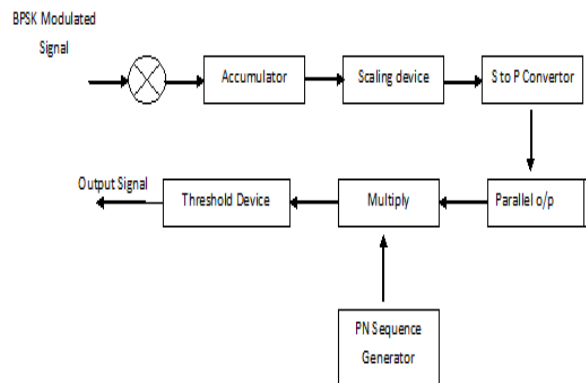 BPSK Modulated
Signal
Accumulator
Scaling device
S to P Convertor
Output Signal
Threshold Device
Multiply
Parallel o/p
PN Sequence
Generator